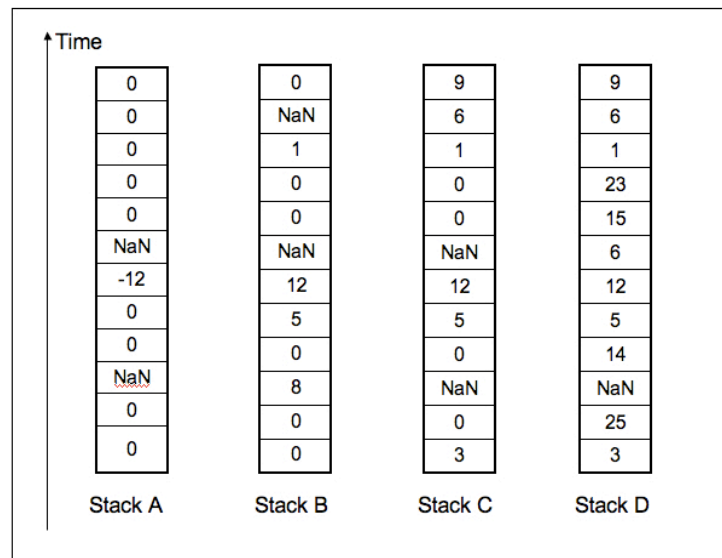 Time
0 0 9 9
0 NaN 6 6
0 1 1 1
0 0 0 23
0 0 0 15
NaN NaN NaN 6
-12 12 12 12
0 5 5 5
0 0 0 14
NaN 8 NaN NaN
0 0 0 25
0 0 3 3
Stack A Stack B Stack C Stack D